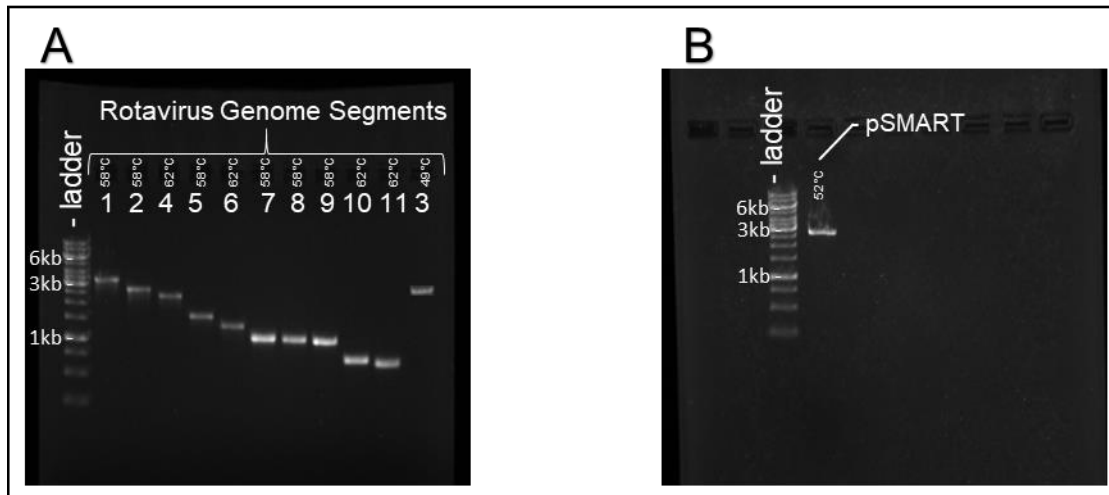 A
Rotavirus Genome Segments
- ladder
58°C 58°C 62°C 58°C 62°C 58°C 58°C 58°C 62°C 62°C 49°C
1 2 4 5 6 7 8 9 10 11 3
6kb-
3kb-
1kb-
B
- ladder
- pSMART
52°C
6kb-
3kb-
1kb-